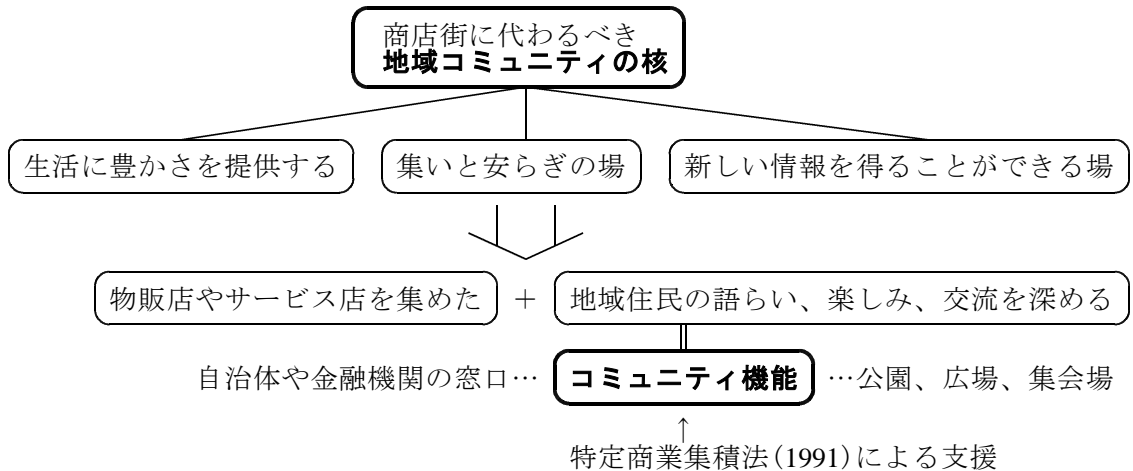 商店街に代わるべき
地域コミュニティの核
生活に豊かさを提供する 集いと安らぎの場 新しい情報を得ることができる場
物販店やサービス店を集めた + 地域住民の語らい、楽しみ、交流を深める
自治体や金融機関の窓口… コミュニティ機能 …公園、広場、集会場
↑
特定商業集積法(1991)による支援